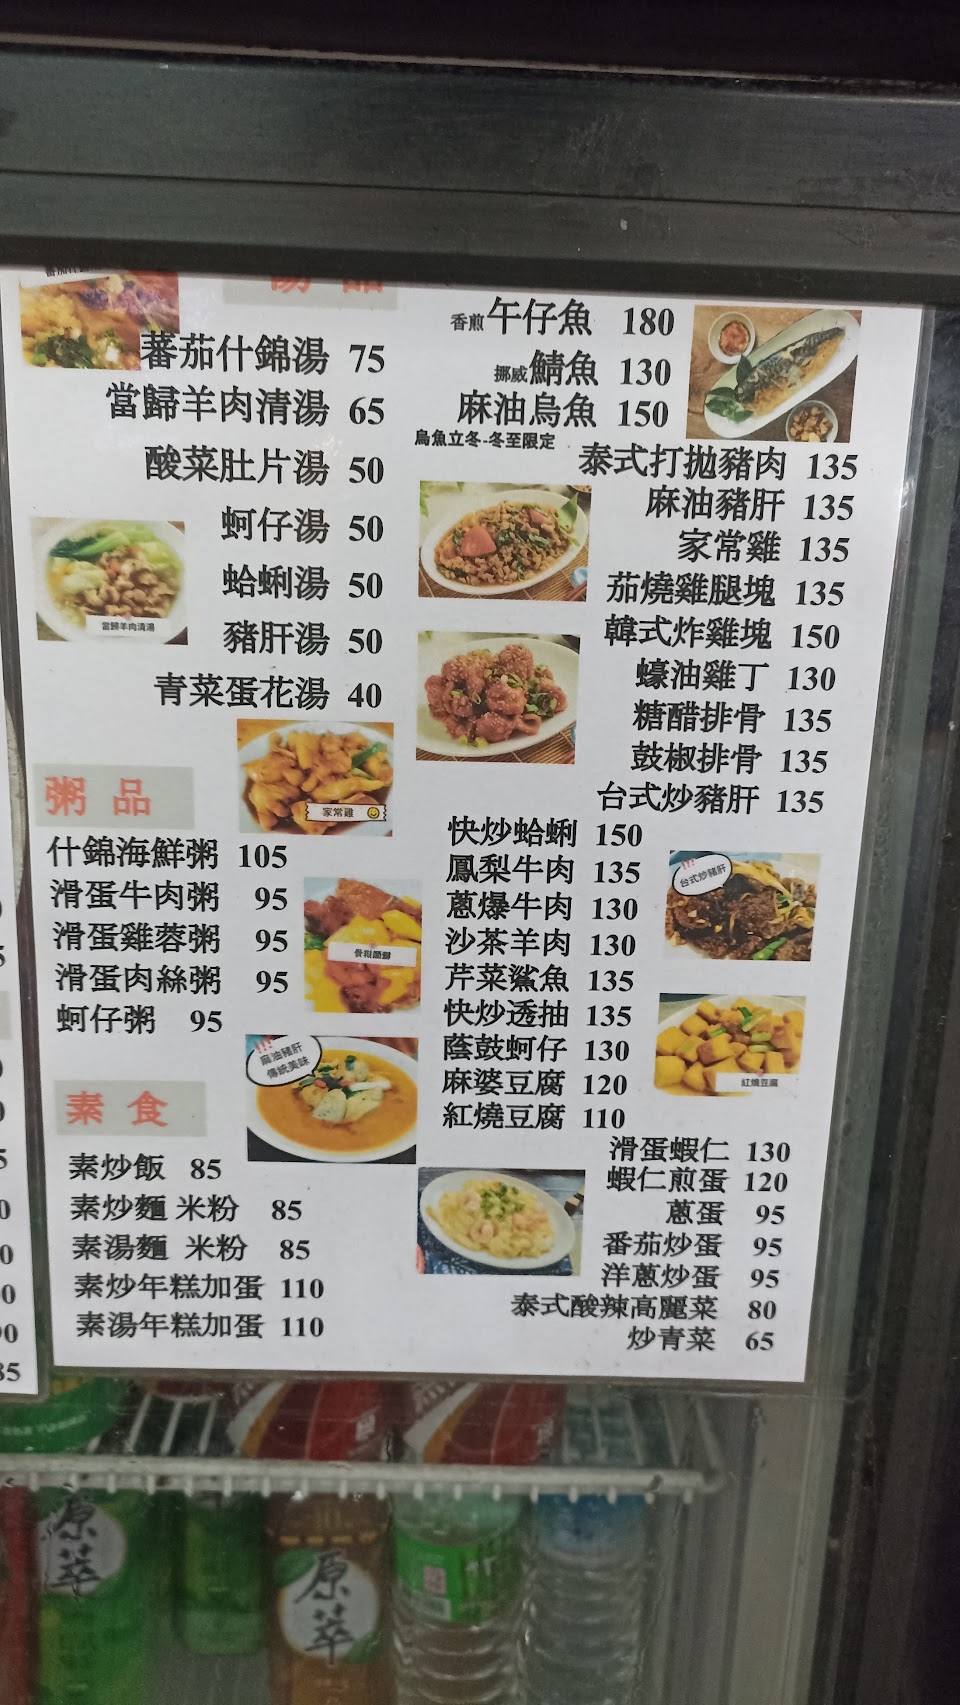 湯品
蕃茄什錦湯 75
當歸羊肉清湯 65
酸菜肚片湯 50
蚵仔湯 50
蛤蜊湯 50
當歸羊肉清湯
豬肝湯 50
青菜蛋花湯 40
家常雞
粥品
什錦海鮮粥 105
滑蛋牛肉粥 95
滑蛋雞蓉粥 95
滑蛋肉絲粥 95
蚵仔粥 95
!!!
麻油豬肝
傳統美味
素食
素炒飯 85
素炒麵 米粉 85
素湯麵 米粉 85
素炒年糕加蛋 110
素湯年糕加蛋 110
香煎午仔魚 180
挪威鯖魚 130
麻油烏魚 150
烏魚立冬-冬至限定
泰式打拋豬肉 135
麻油豬肝 135
家常雞 135
茄燒雞腿塊 135
韓式炸雞塊 150
蠔油雞丁 130
糖醋排骨 135
鼓椒排骨 135
台式炒豬肝 135
快炒蛤蜊 150
鳳梨牛肉 135
蔥爆牛肉 130
沙茶羊肉 130
芹菜鯊魚 135
快炒透抽 135
蔭鼓蚵仔 130
麻婆豆腐 120
紅燒豆腐 110
!!!
台式炒豬肝
紅燒豆腐
滑蛋蝦仁 130
蝦仁煎蛋 120
蔥蛋 95
番茄炒蛋 95
洋蔥炒蛋 95
泰式酸辣高麗菜 80
炒青菜 65
85
原萃
原萃